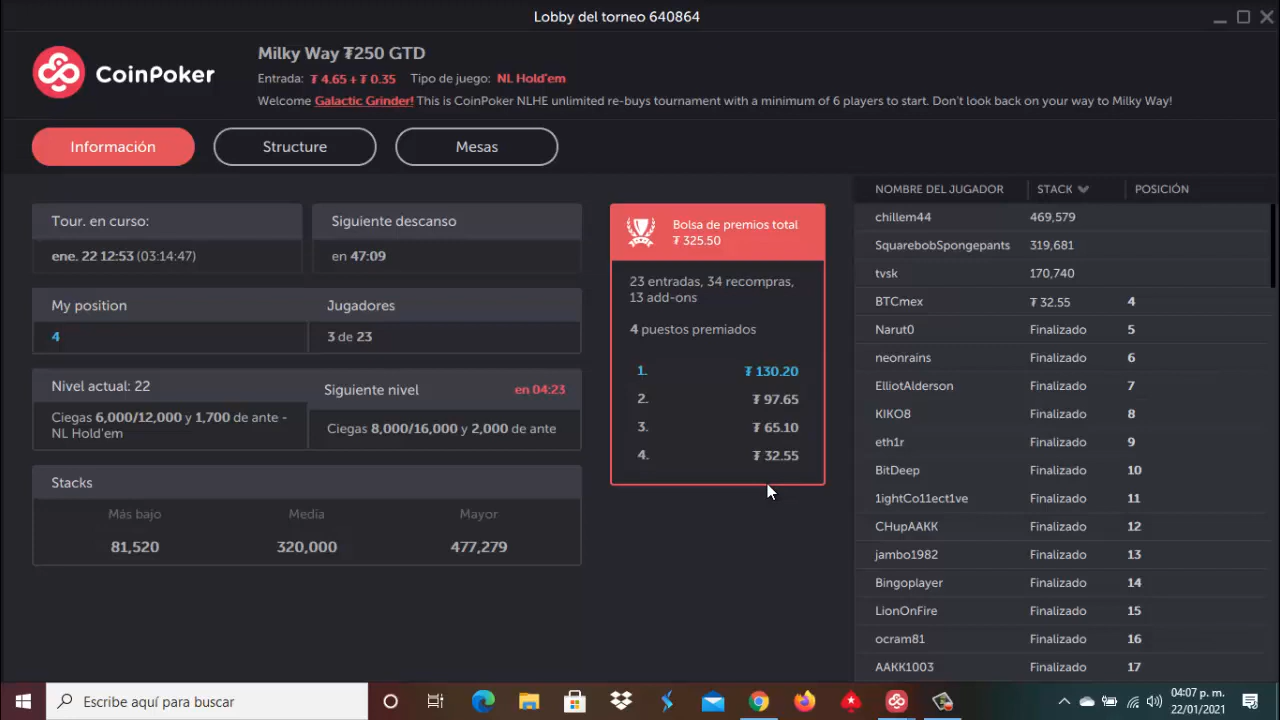 Lobby del torneo 640864
CoinPoker
Milky Way ₮250 GTD
Entrada: ₮ 4.65 + ₮ 0.35 Tipo de juego: NL Hold'em
Welcome Galactic Grinder! This is CoinPoker NLHE unlimited re-buys tournament with a minimum of 6 players to start. Don't look back on your way to Milky Way!
Información Structure Mesas
Tour. en curso: Siguiente descanso
ene. 22 12:53 (03:14:47) en 47:09
My position Jugadores
4 3 de 23
Nivel actual: 22 Siguiente nivel en 04:23
Ciegas 6,000/12,000 y 1,700 de ante -
NL Hold'em
Ciegas 8,000/16,000 y 2,000 de ante
Stacks
Más bajo Media Mayor
81,520 320,000 477,279
Bolsa de premios total
₮ 325.50
23 entradas, 34 recompras,
13 add-ons
4 puestos premiados
1. ₮ 130.20
2. ₮ 97.65
3. ₮ 65.10
4. ₮ 32.55
NOMBRE DEL JUGADOR STACK POSICIÓN
chillem44 469,579
SquarebobSpongepants 319,681
tvsk 170,740
BTCmex ₮ 32.55 4
Narut0 Finalizado 5
neonrains Finalizado 6
ElliotAlderson Finalizado 7
KIKO8 Finalizado 8
eth1r Finalizado 9
BitDeep Finalizado 10
1ightCo11ect1ve Finalizado 11
CHupAAKK Finalizado 12
jambo1982 Finalizado 13
Bingoplayer Finalizado 14
LionOnFire Finalizado 15
ocram81 Finalizado 16
AAKK1003 Finalizado 17
Escribe aquí para buscar
04:07 p. m.
22/01/2021